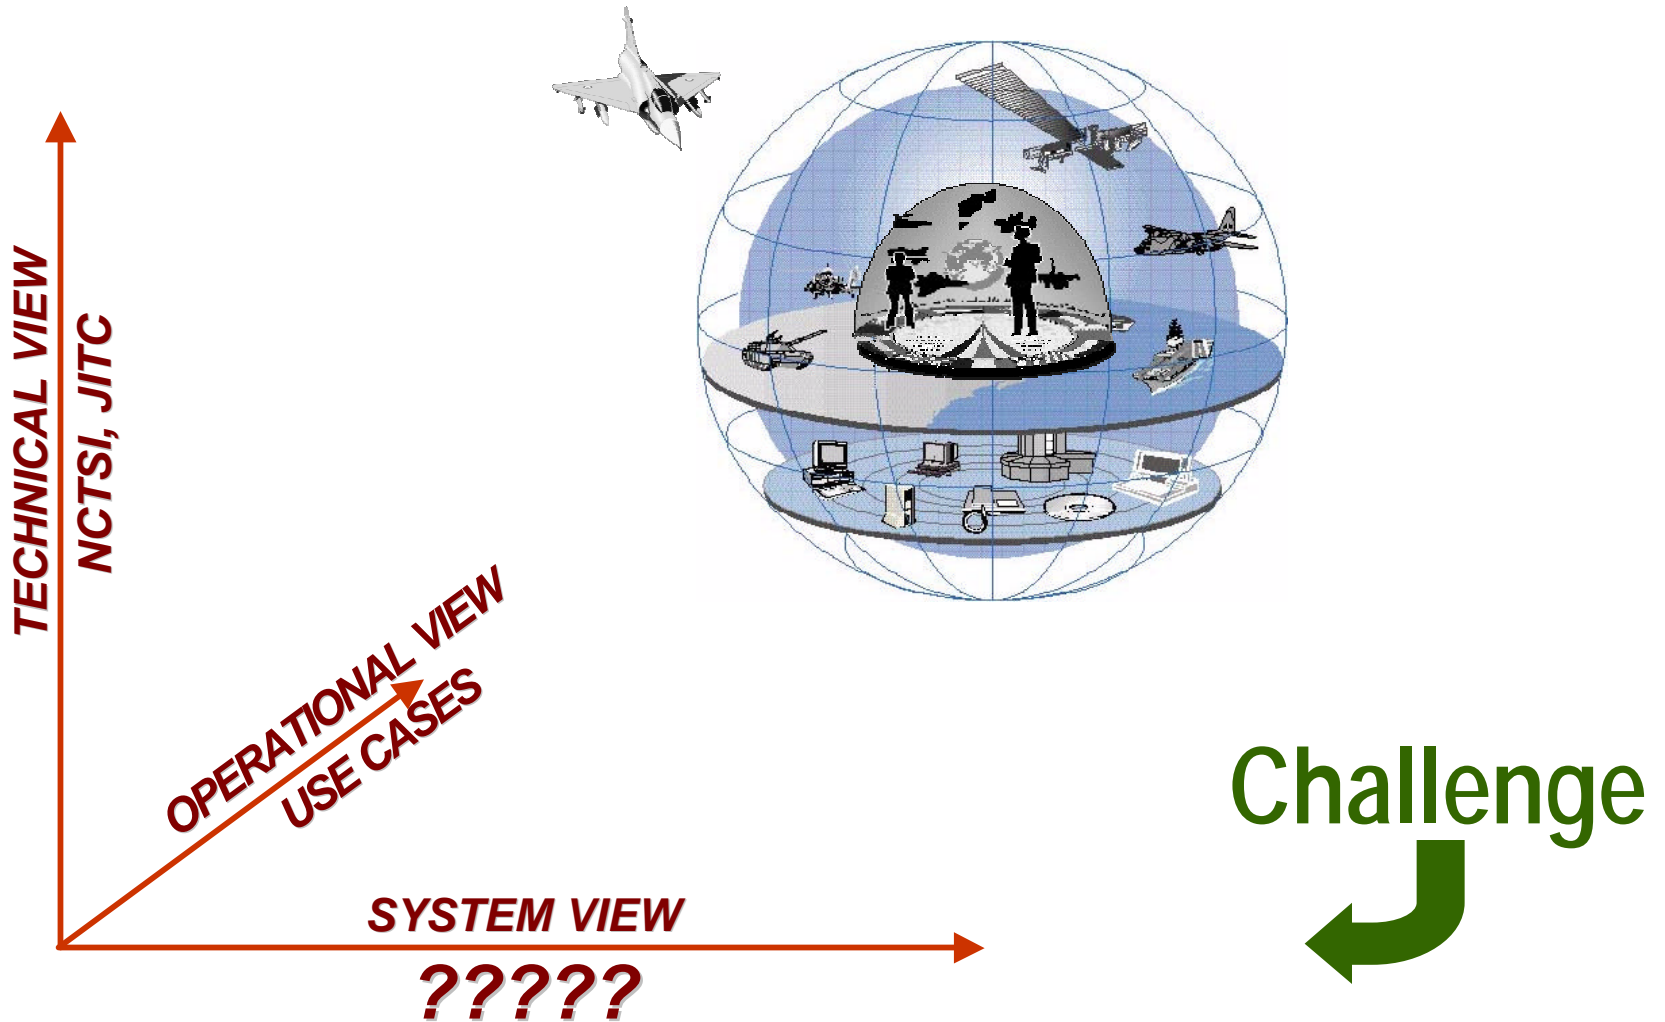 TECHNICAL VIEW
NCTSI, JITC
OPERATIONAL VIEW
USE CASES
Challenge
SYSTEM VIEW
?????